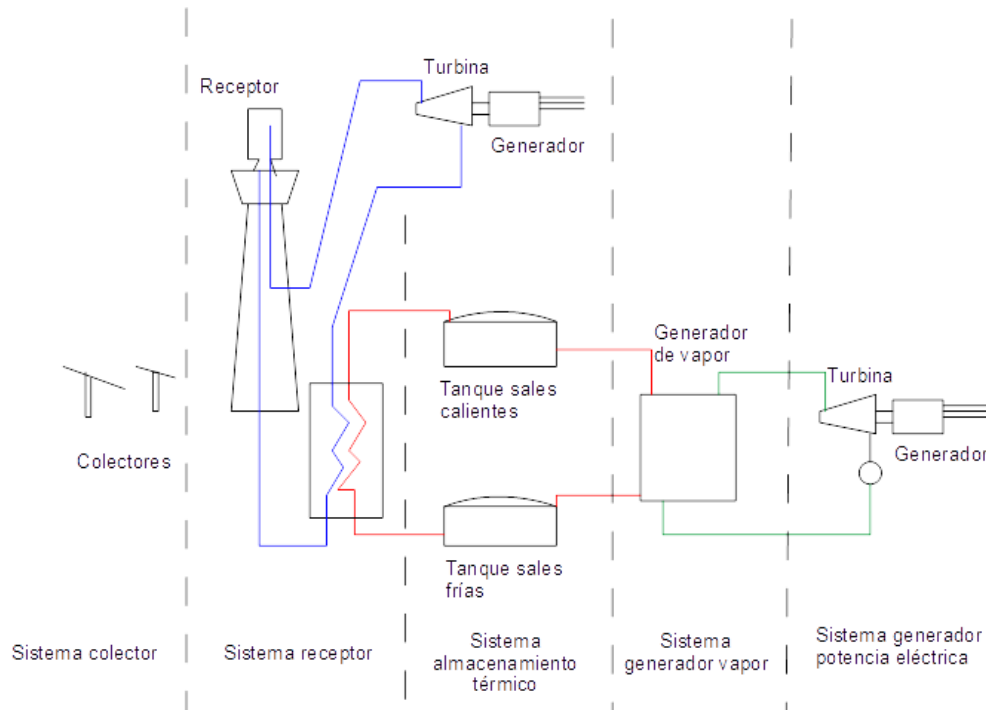 Turbina
Receptor
Generador
Generador
de vapor
Turbina
Tanque sales
calientes
Colectores
Generador
Tanque sales
frías
Sistema colector
Sistema receptor
Sistema
almacenamiento
térmico
Sistema
generador vapor
Sistema generador
potencia eléctrica